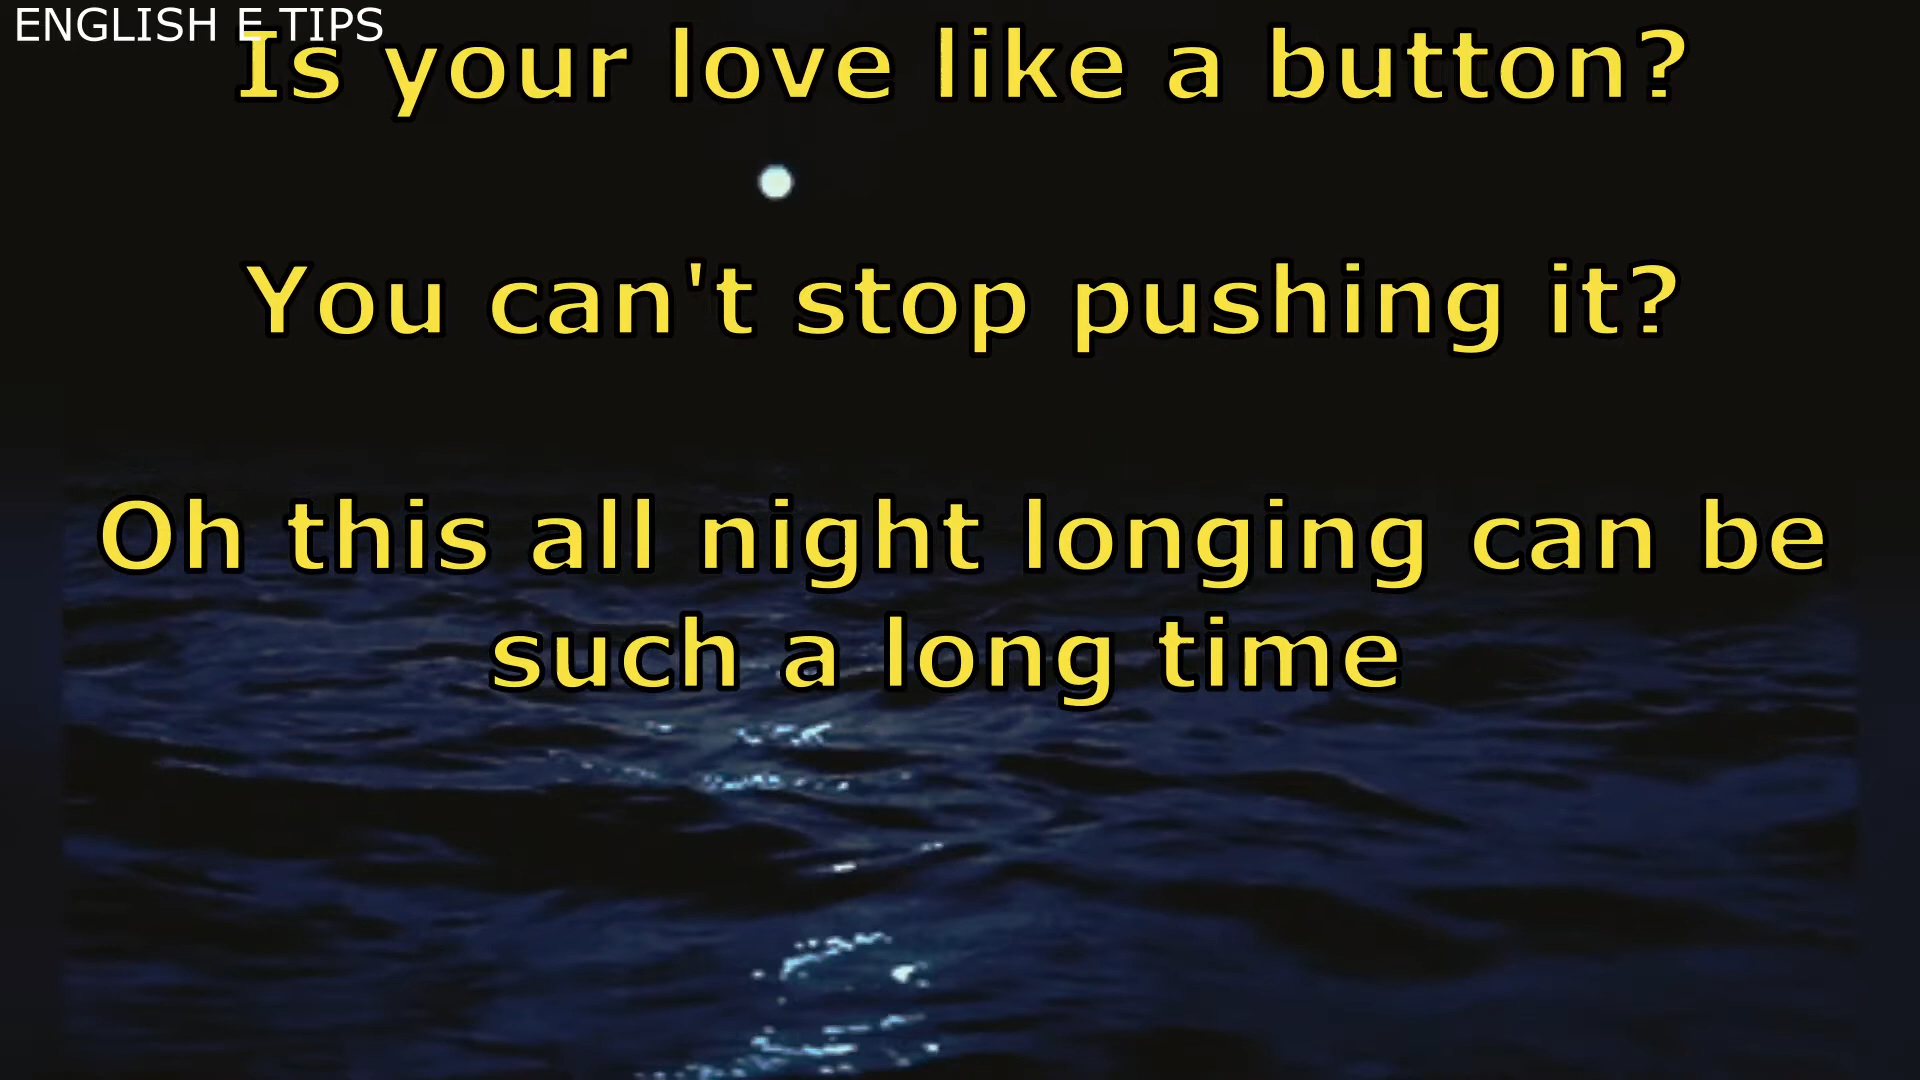 ENGLISH E TIPS
Is your love like a button?
You can't stop pushing it?
Oh this all night longing can be
such a long time